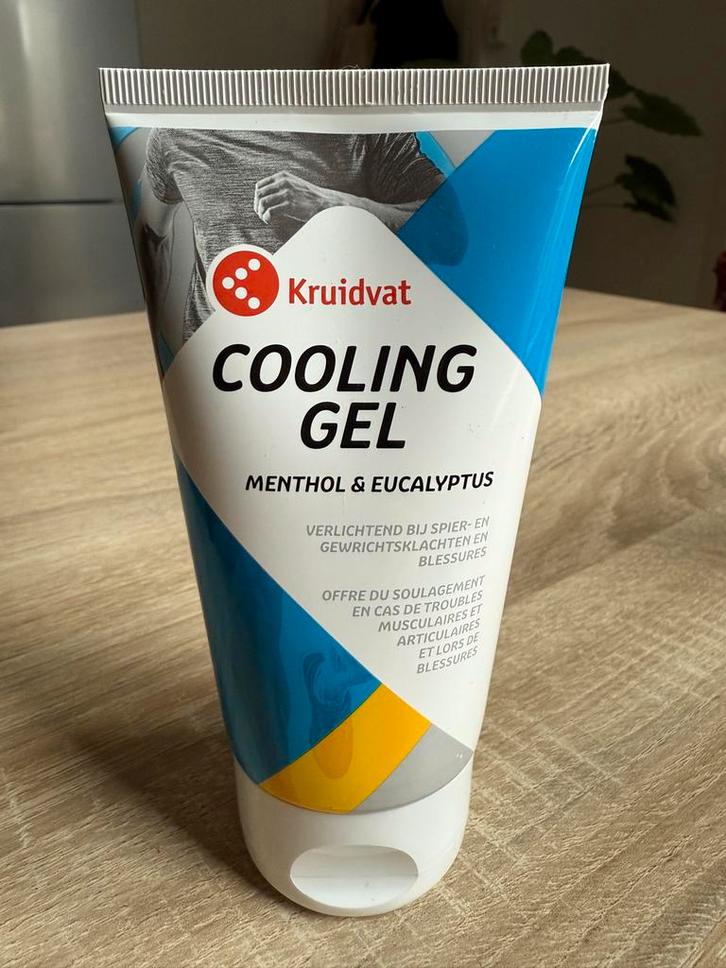 Kruidvat
COOLING
GEL
MENTHOL & EUCALYPTUS
VERLICHTEND BIJ SPIER- EN
GEWRICHTSKLACHTEN EN
BLESSURES
OFFRE DU SOULAGEMENT
EN CAS DE TROUBLES
MUSCULAIRES ET
ARTICULAIRES
ET LORS DE
BLESSURES